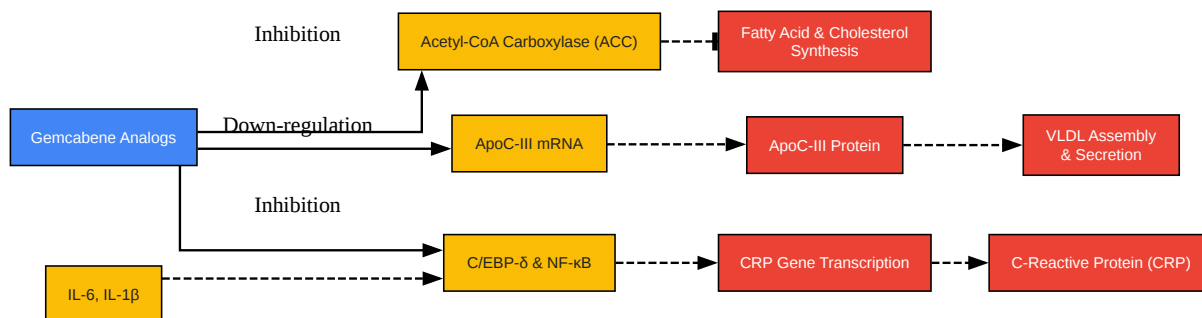 Inhibition
Acetyl-CoA Carboxylase (ACC)
Fatty Acid & Cholesterol
Synthesis
Gemcabene Analogs
Down-regulation
ApoC-III mRNA
ApoC-III Protein
VLDL Assembly
& Secretion
Inhibition
C/EBP-δ & NF-κB
CRP Gene Transcription
C-Reactive Protein (CRP)
IL-6, IL-1β